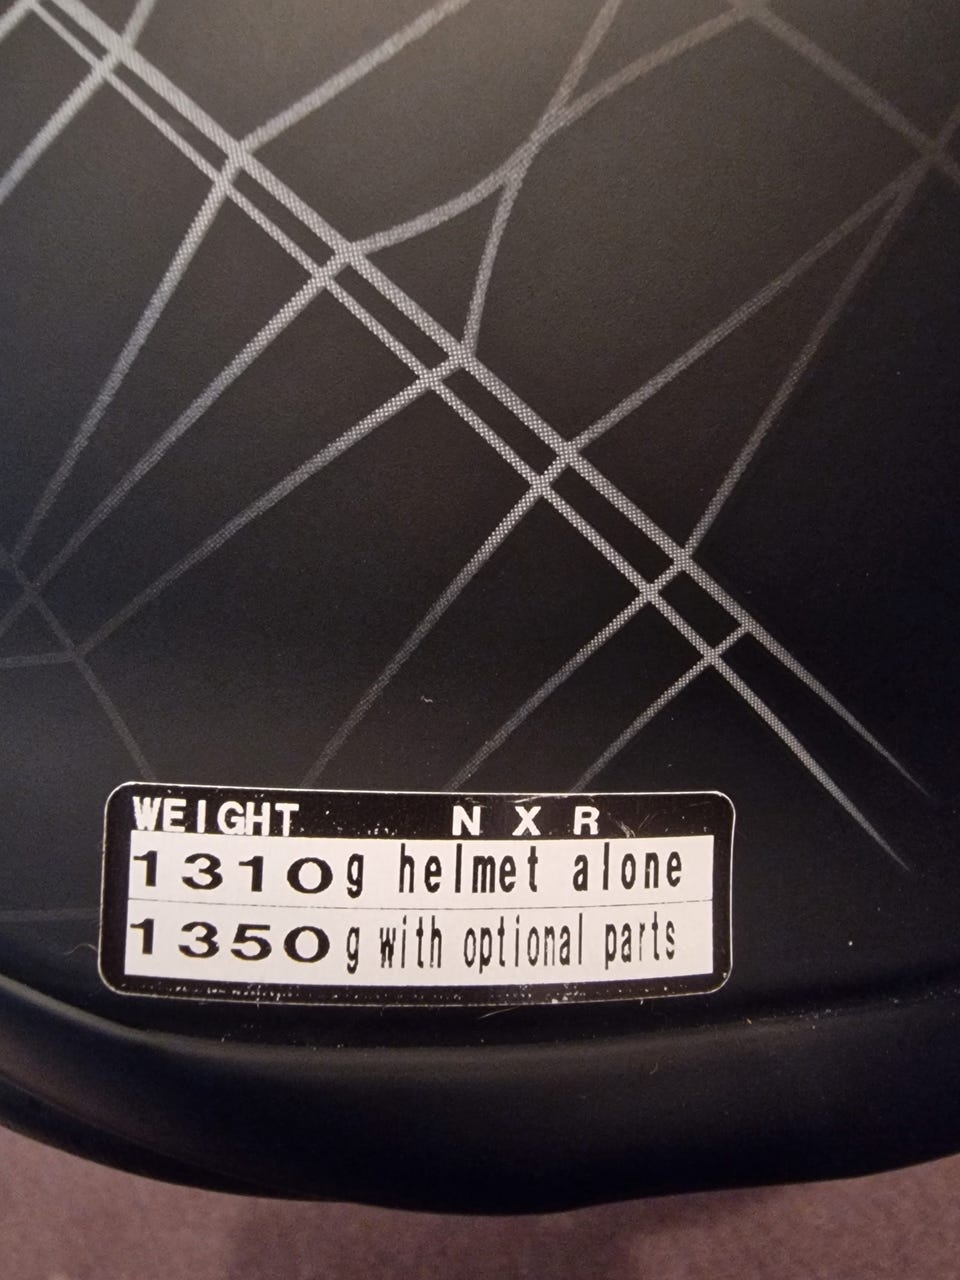 WEIGHT NXR
1310g helmet alone
1350g with optional parts